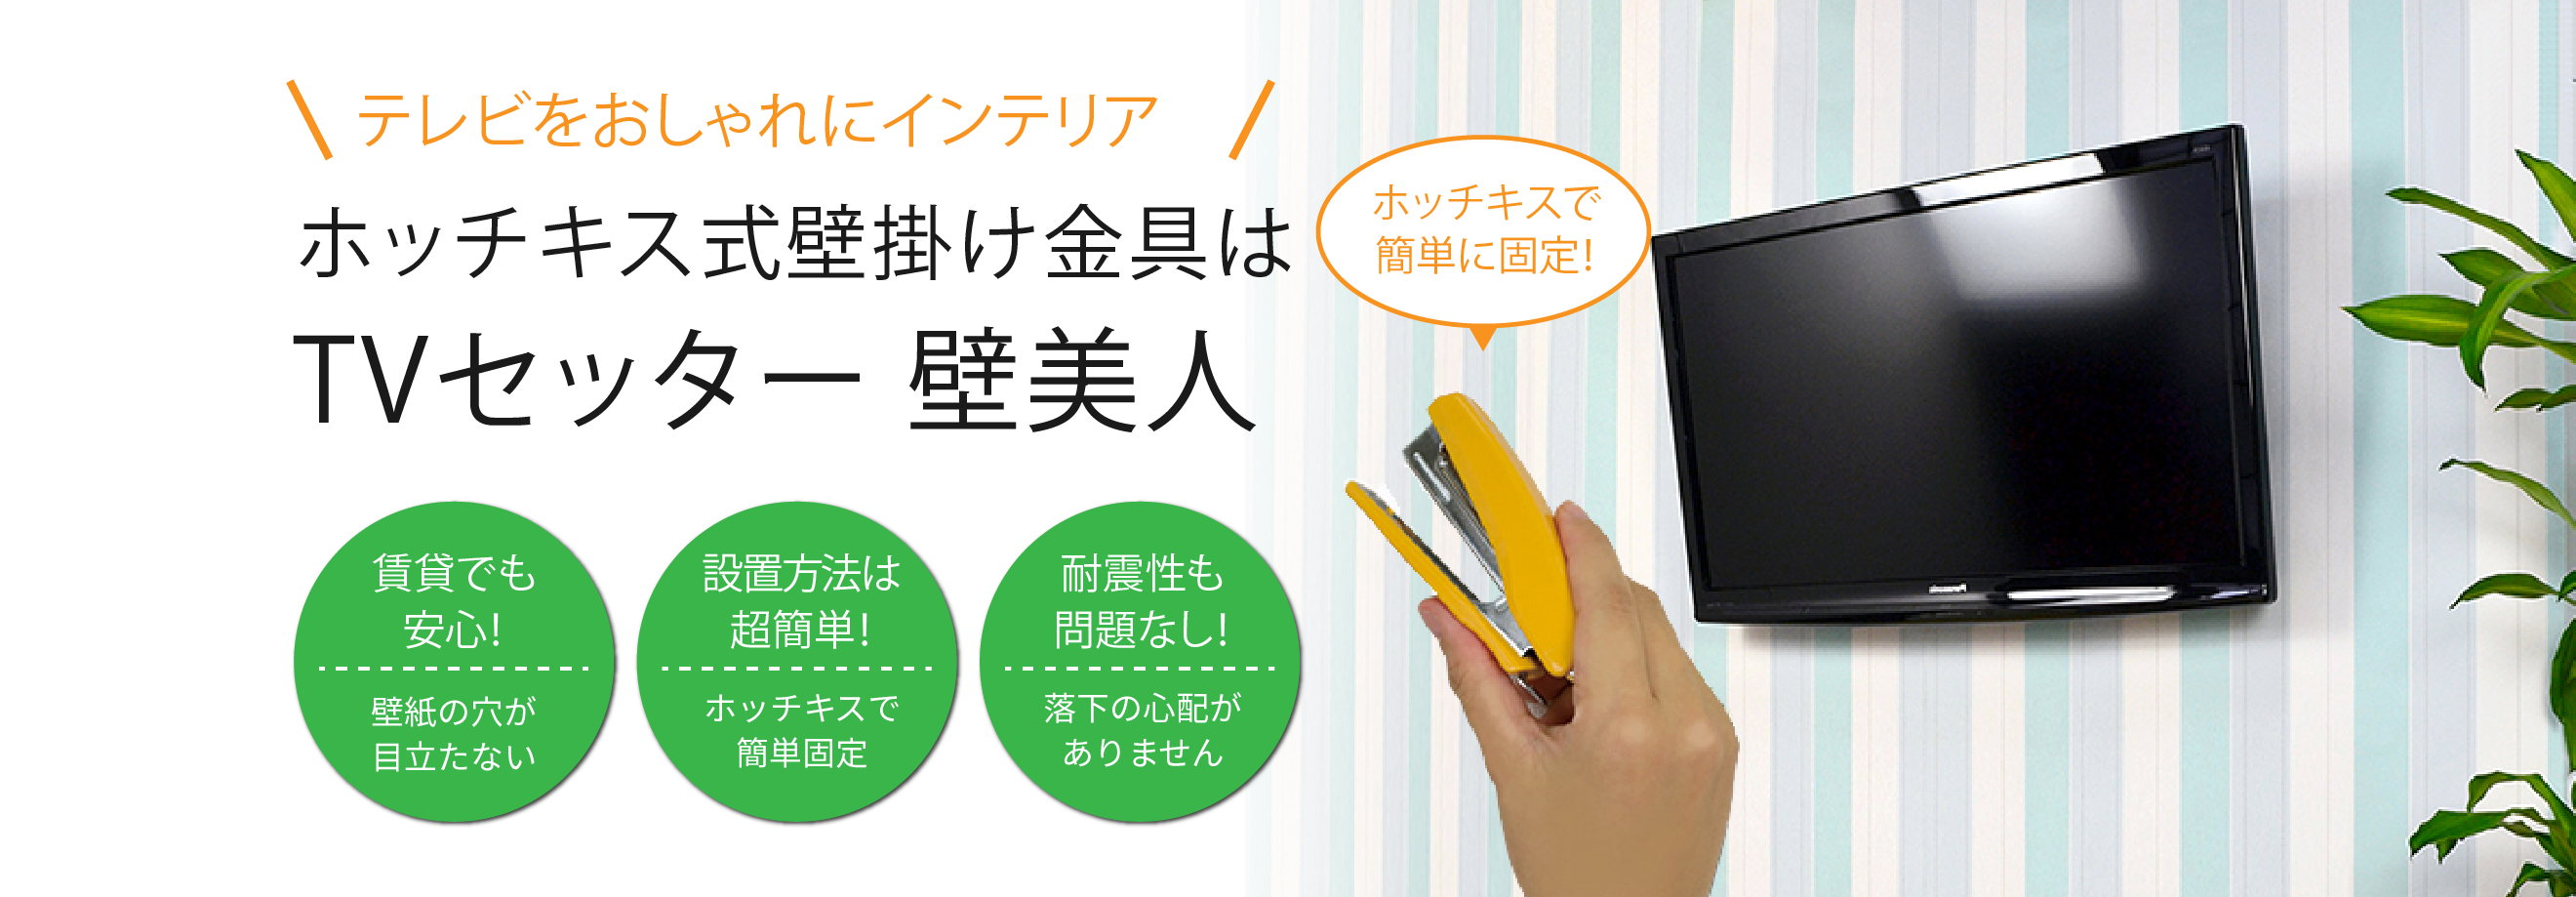 テレビをおしゃれにインテリア
ホッチキス式壁掛け金具は
TVセッター 壁美人
ホッチキスで
簡単に固定!
賃貸でも
安心!
壁紙の穴が
目立たない
設置方法は
超簡単!
ホッチキスで
簡単固定
耐震性も
問題なし!
落下の心配が
ありません